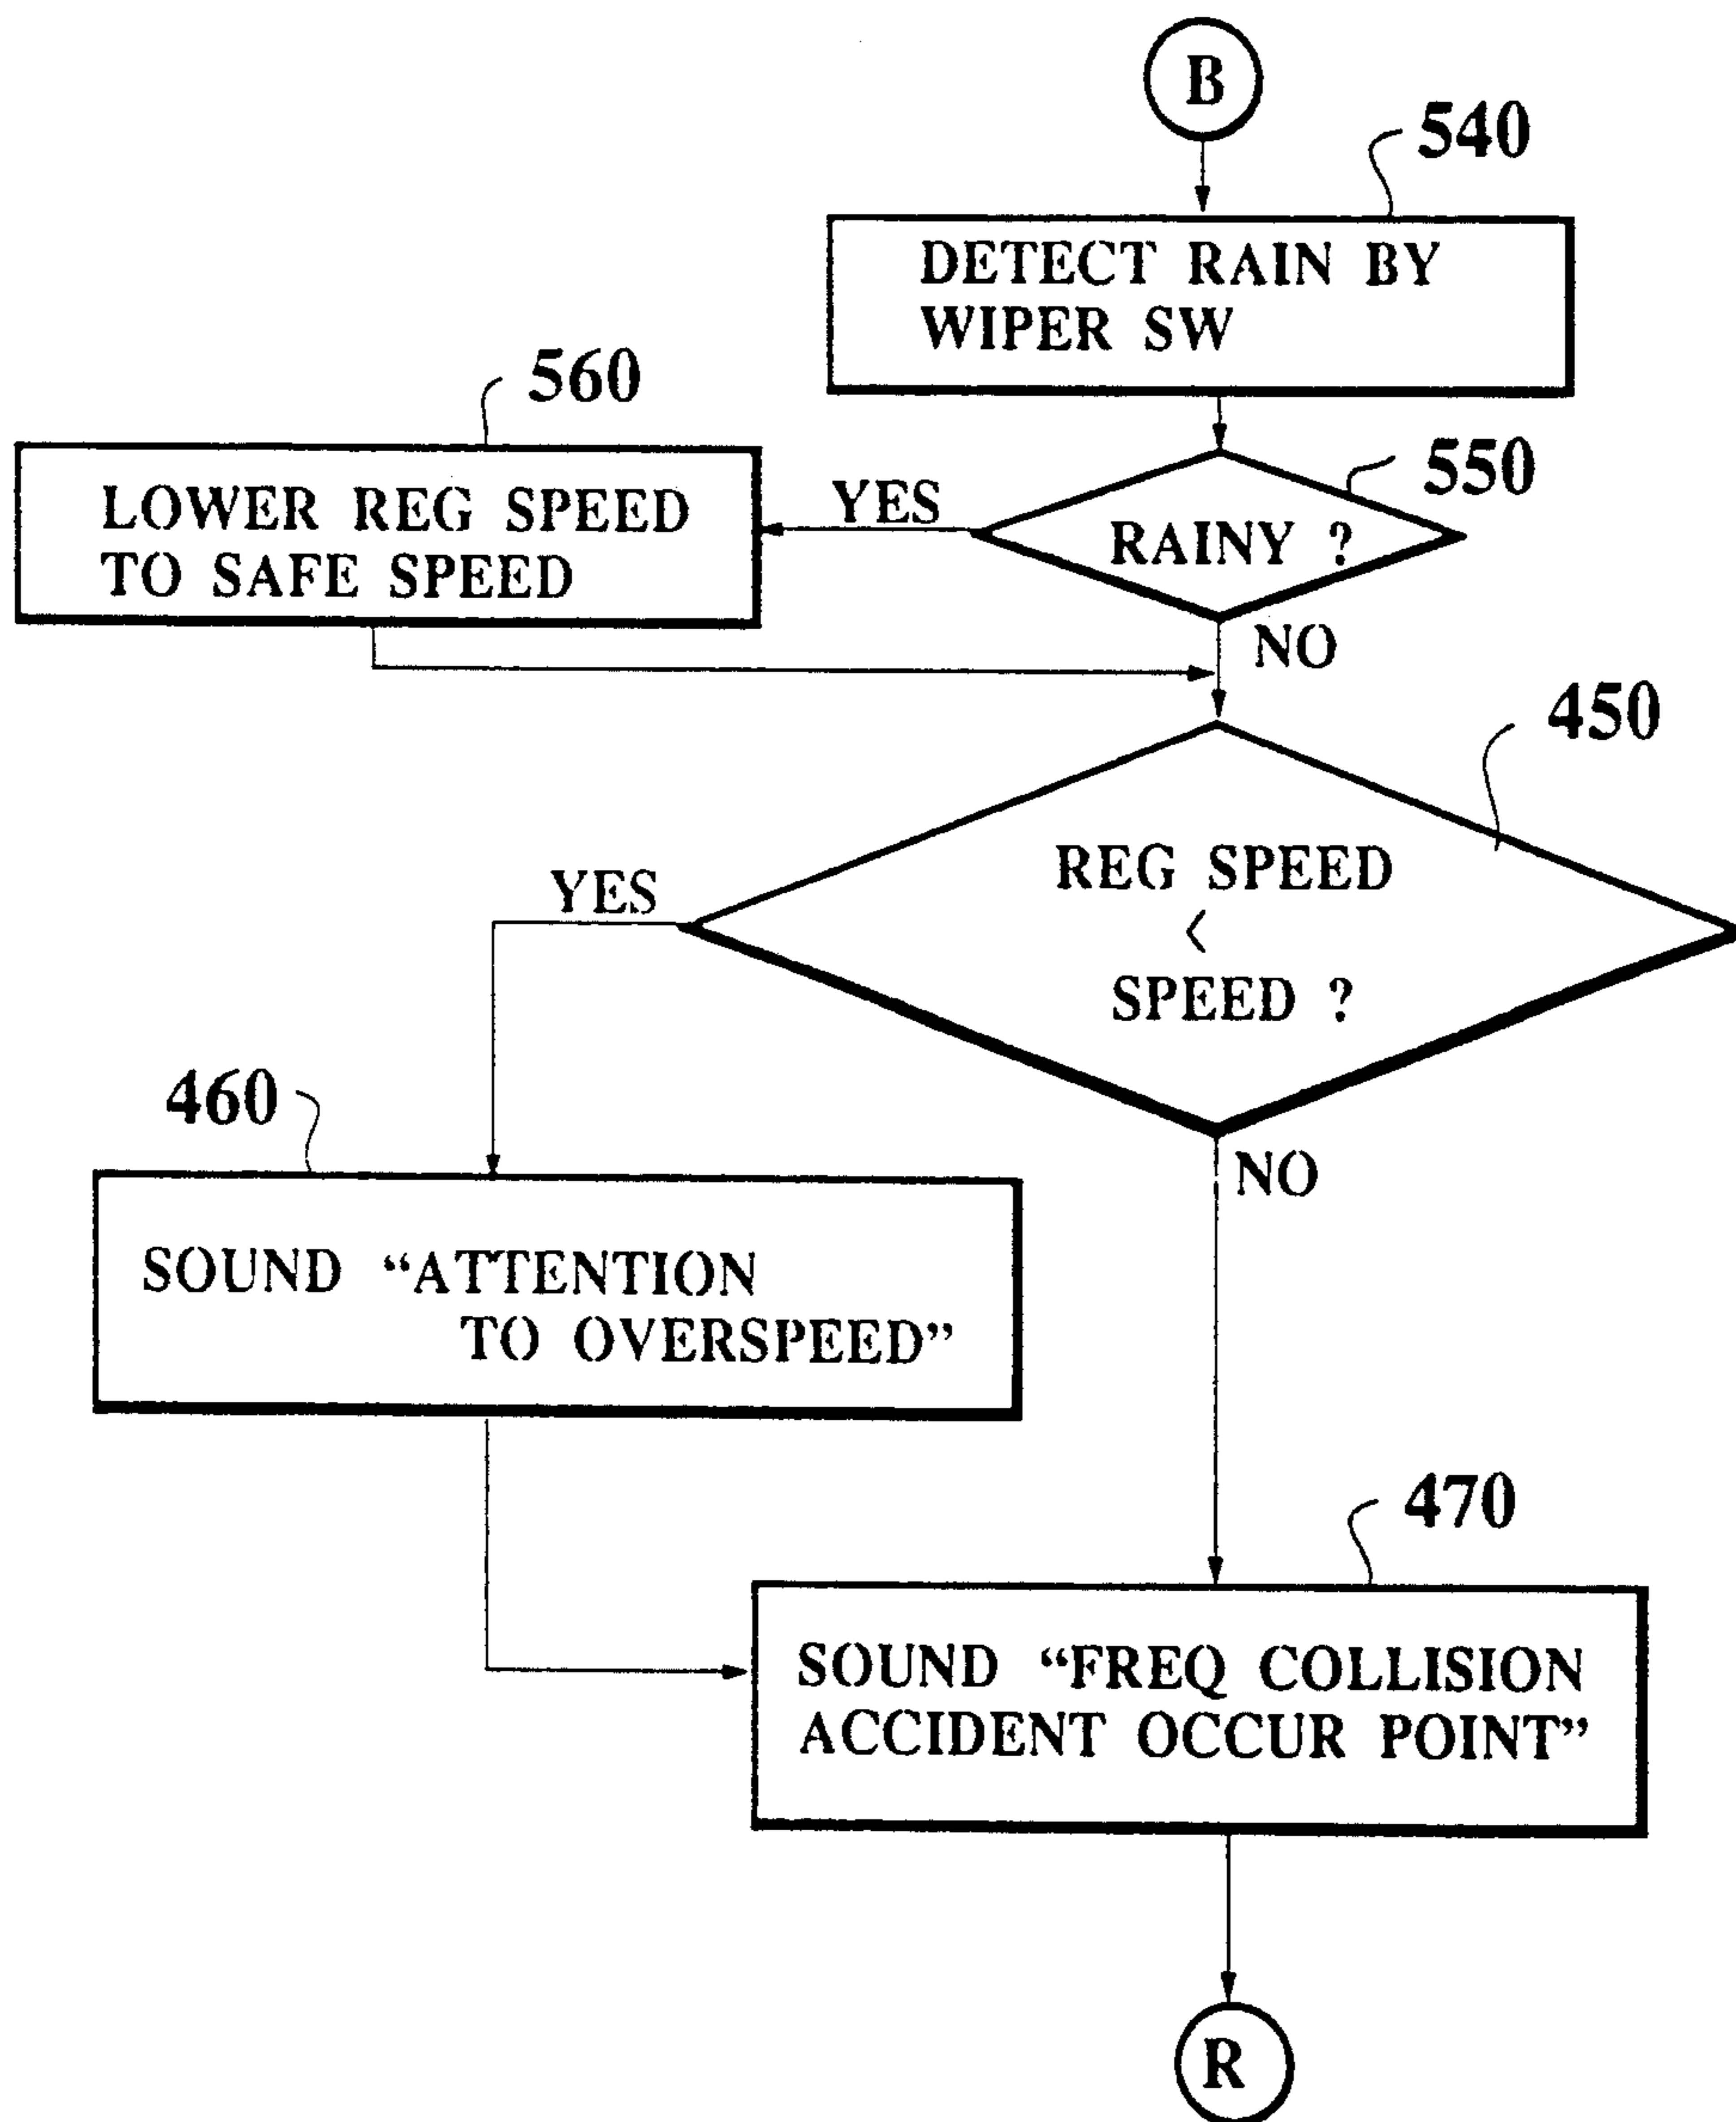 B
540
DETECT RAIN BY
WIPER SW
560
550
LOWER REG SPEED
TO SAFE SPEED
YES
RAINY ?
NO
450
REG SPEED
<
SPEED ?
YES
460
NO
SOUND “ATTENTION
TO OVERSPEED”
470
SOUND “FREQ COLLISION
ACCIDENT OCCUR POINT”
R